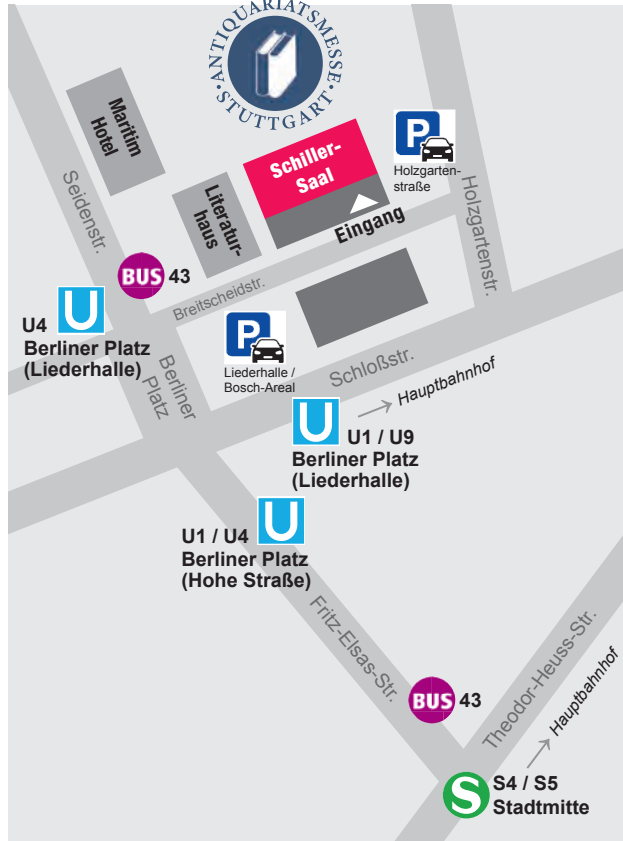 ANTIQUARIATSMESSE
STUTTGART
Maritim
Hotel
Schiller-
Saal
P
Holzgarten-
straße
Seidenstr.
Literatur-
haus
Eingang
Holzgartenstr.
BUS 43
Breitscheidstr.
U4 U
Berliner Platz
(Liederhalle)
Berliner
Platz
P
Liederhalle /
Bosch-Areal
Schloßstr.
Hauptbahnhof
U U1 / U9
Berliner Platz
(Liederhalle)
U1 / U4 U
Berliner Platz
(Hohe Straße)
Fritz-Elsas-Str.
Theodor-Heuss-Str.
BUS 43
Hauptbahnhof
S S4 / S5
Stadtmitte